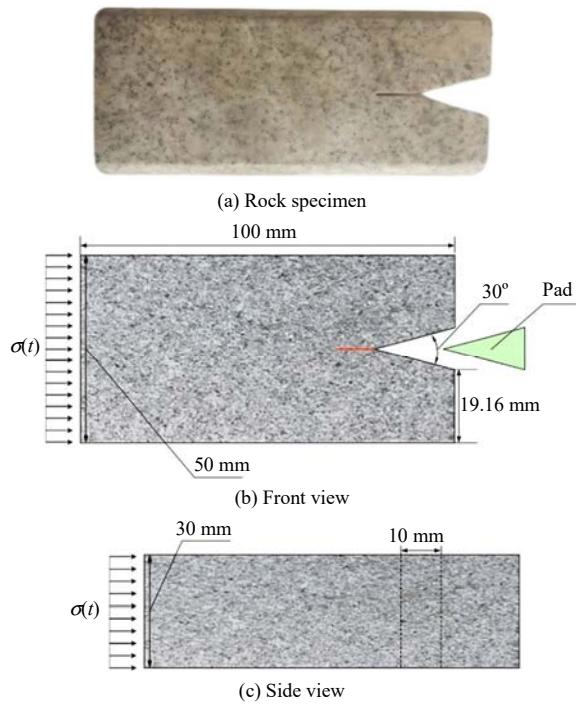 (a) Rock specimen
100 mm
30º
Pad
σ(t)
19.16 mm
50 mm
(b) Front view
30 mm
10 mm
σ(t)
(c) Side view